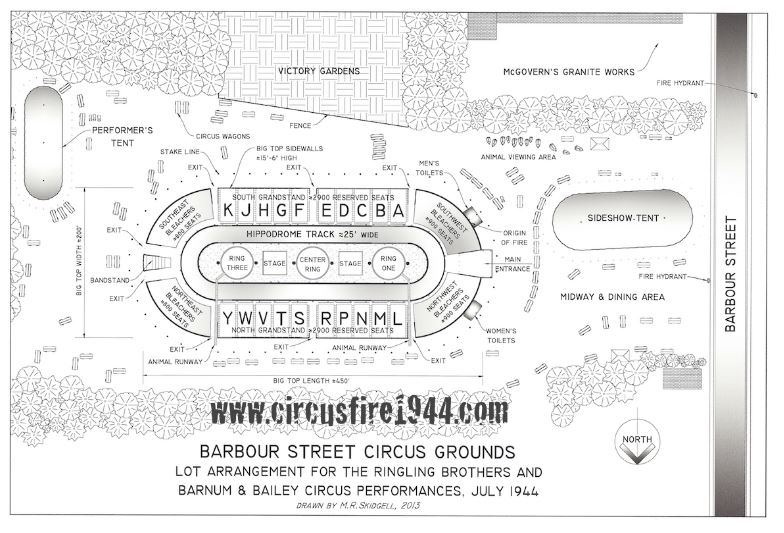 VICTORY GARDENS
McGOVERN'S GRANITE WORKS
FIRE HYDRANT
PERFORMER'S
TENT
CIRCUS WAGONS
FENCE
BIG TOP SIDEWALLS
≈15'-6" HIGH
STAKE LINE
ANIMAL VIEWING AREA
EXIT
EXIT
EXIT
MEN'S
TOILETS
SOUTH GRANDSTAND ≈2900 RESERVED SEATS
K J H G F E D C B A
SOUTHEAST
BLEACHERS
≈900 SEATS
SOUTHWEST
BLEACHERS
≈900 SEATS
SIDESHOW TENT
ORIGIN
OF FIRE
HIPPODROME TRACK ≈25' WIDE
EXIT
BIG TOP WIDTH ≈200'
RING
THREE
STAGE
CENTER
RING
STAGE
RING
ONE
MAIN
ENTRANCE
BANDSTAND
EXIT
FIRE HYDRANT
MIDWAY & DINING AREA
BARBOUR STREET
NORTHEAST
BLEACHERS
NORTHWEST
BLEACHERS
≈900 SEATS
Y W V T S R P N M L
NORTH GRANDSTAND ≈2900 RESERVED SEATS
WOMEN'S
TOILETS
EXIT
EXIT
ANIMAL RUNWAY
ANIMAL RUNWAY
EXIT
BIG TOP LENGTH ≈450'
www.circusfire1944.com
NORTH
BARBOUR STREET CIRCUS GROUNDS
LOT ARRANGEMENT FOR THE RINGLING BROTHERS AND
BARNUM & BAILEY CIRCUS PERFORMANCES, JULY 1944
DRAWN BY M.R. SKIDGELL, 2013